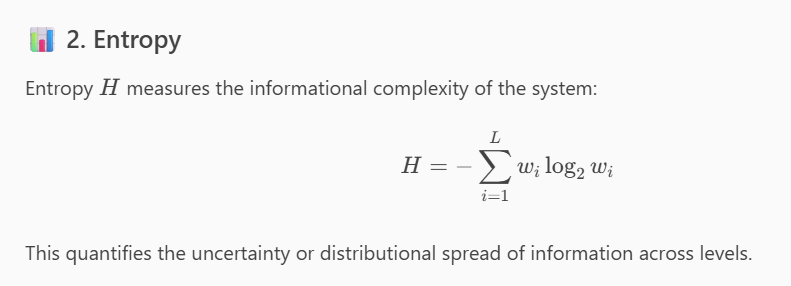 📊 2. Entropy
Entropy H measures the informational complexity of the system:
H = − ∑_{i=1}^{L} w_i log_2 w_i
This quantifies the uncertainty or distributional spread of information across levels.